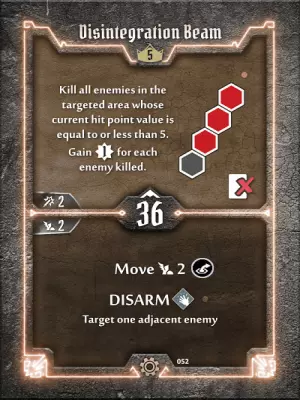 Disintegration Beam
5
Kill all enemies in the
targeted area whose
current hit point value is
equal to or less than 5.
Gain for each
enemy killed.
2
36
2
Move 2
DISARM
Target one adjacent enemy
052